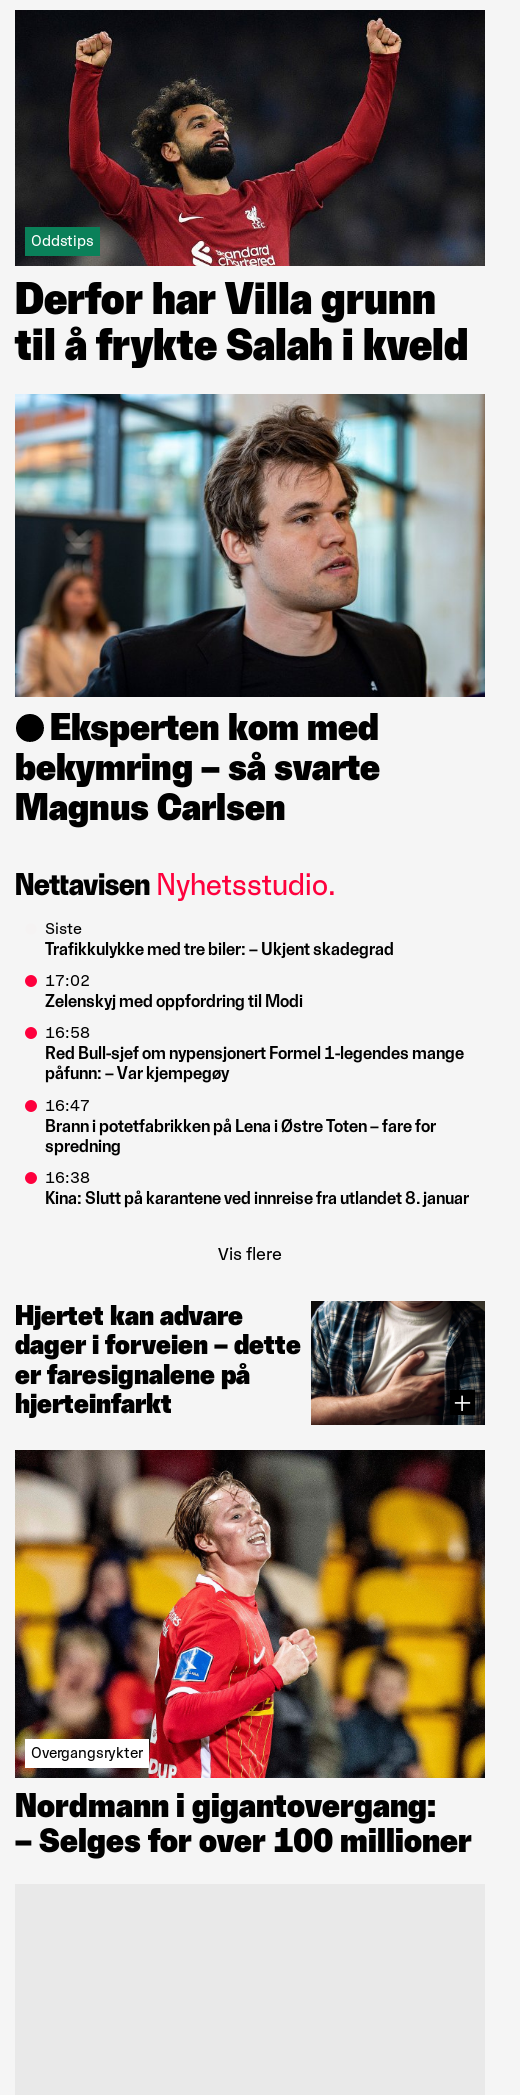 LFC
standard
chartered
Oddstips
Derfor har Villa grunn
til å frykte Salah i kveld
Eksperten kom med
bekymring – så svarte
Magnus Carlsen
Nettavisen Nyhetsstudio.
Siste
Trafikkulykke med tre biler: – Ukjent skadegrad
17:02
Zelenskyj med oppfordring til Modi
16:58
Red Bull-sjef om nypensjonert Formel 1-legendes mange
påfunn: – Var kjempegøy
16:47
Brann i potetfabrikken på Lena i Østre Toten – fare for
spredning
16:38
Kina: Slutt på karantene ved innreise fra utlandet 8. januar
Vis flere
Hjertet kan advare
dager i forveien – dette
er faresignalene på
hjerteinfarkt
Overgangsrykter
Nordmann i gigantovergang:
– Selges for over 100 millioner